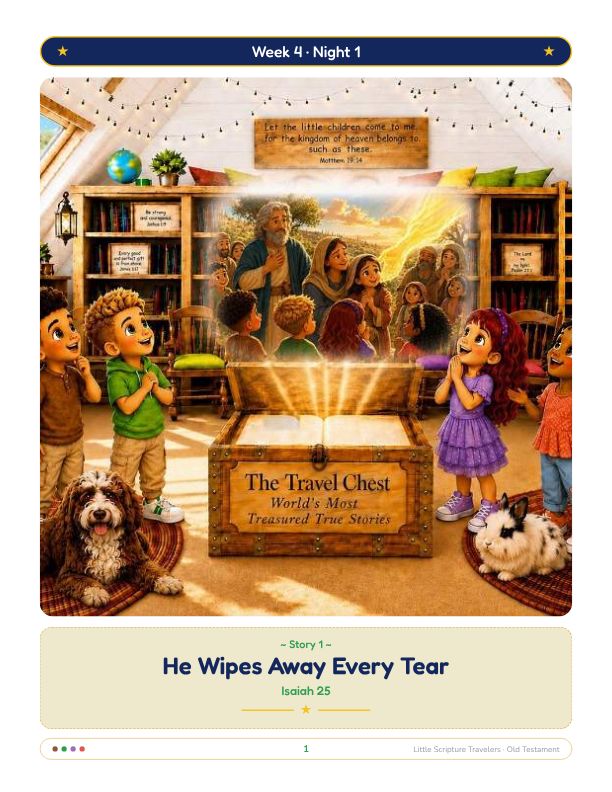 Week 4 · Night 1
Let the little children come to me,
for the kingdom of heaven belongs to
such as these.
Matthew 19:14
Be strong
and courageous.
Joshua 1:9
Every good
and perfect gift
is from above.
James 1:17
The Lord
my light.
Psalm 27:1
The Travel Chest
World's Most
Treasured True Stories
~ Story 1 ~
He Wipes Away Every Tear
Isaiah 25
1
Little Scripture Travelers · Old Testament